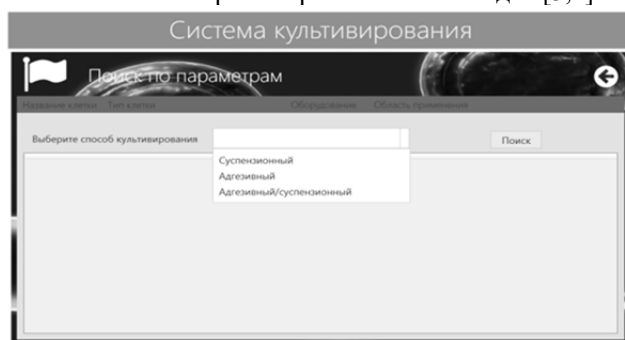 Система культивирования
Поиск по параметрам
Название клетки Тип клетки Оборудование Область применения
Выберите способ культивирования
Поиск
Суспензионный
Адгезивный
Адгезивный/суспензионный